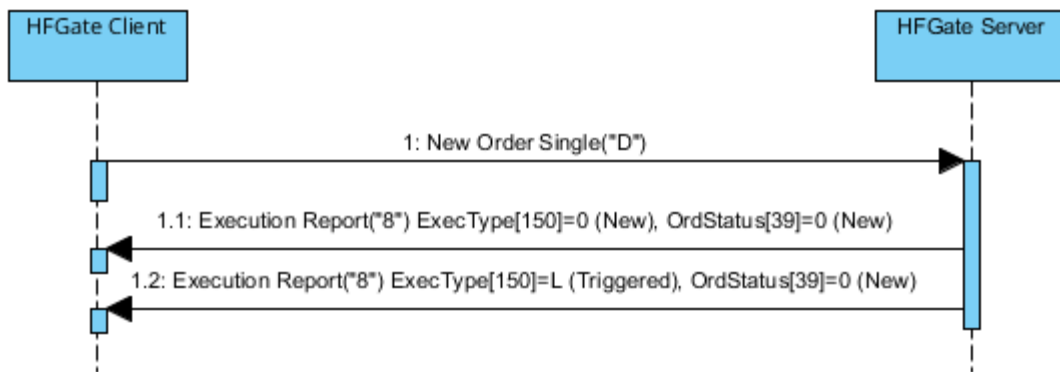 HFGate Client
HFGate Server
1: New Order Single("D")
1.1: Execution Report("8") ExecType[150]=0 (New), OrdStatus[39]=0 (New)
1.2: Execution Report("8") ExecType[150]=L (Triggered), OrdStatus[39]=0 (New)